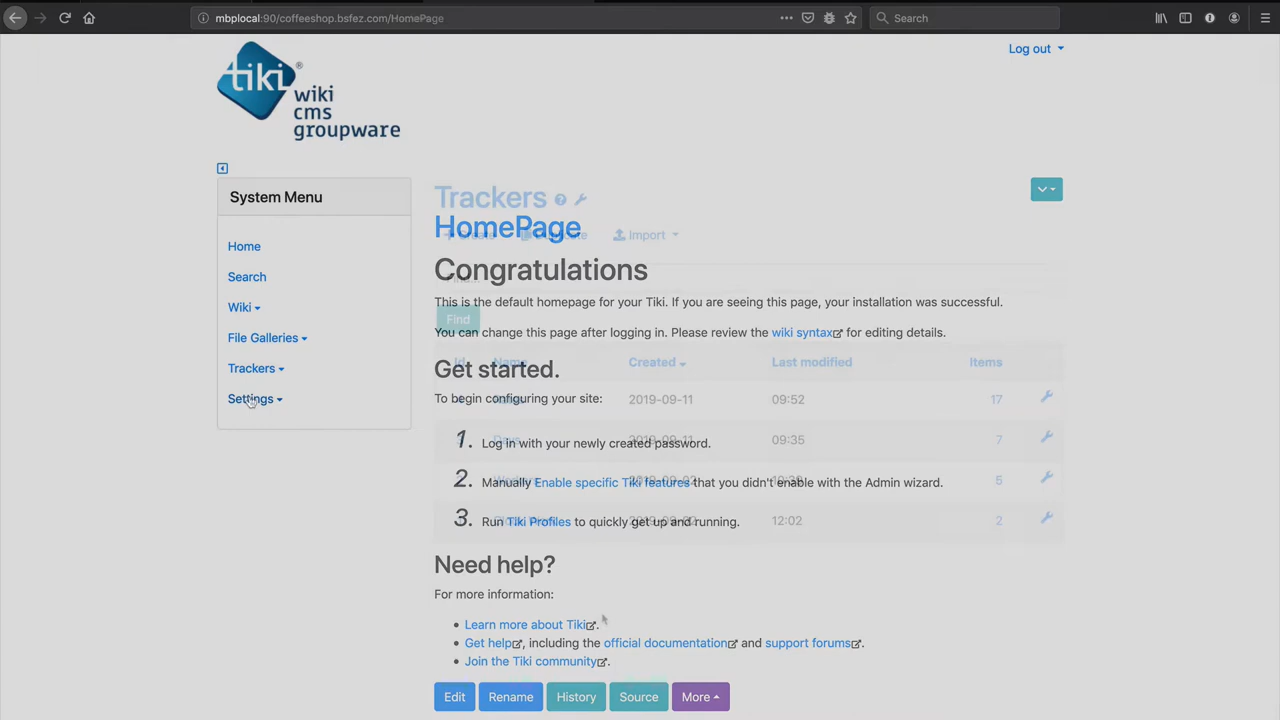 mbplocal:90/coffeeshop.bsfez.com/HomePage
Search
Log out
tiki®
wiki
cms
groupware
System Menu
Home
Search
Wiki
File Galleries
Trackers
Settings
Trackers
HomePage
Import
Congratulations
This is the default homepage for your Tiki. If you are seeing this page, your installation was successful.
Find
You can change this page after logging in. Please review the wiki syntax for editing details.
Id Name Created Last modified Items
Get started.
To begin configuring your site:
2019-09-11 09:52 17
1. Log in with your newly created password.
2019-09-11 09:35 7
2. Manually Enable specific Tiki features that you didn't enable with the Admin wizard.
5
3. Run Tiki Profiles to quickly get up and running.
12:02 2
Need help?
For more information:
• Learn more about Tiki.
• Get help, including the official documentation and support forums.
• Join the Tiki community.
Edit Rename History Source More